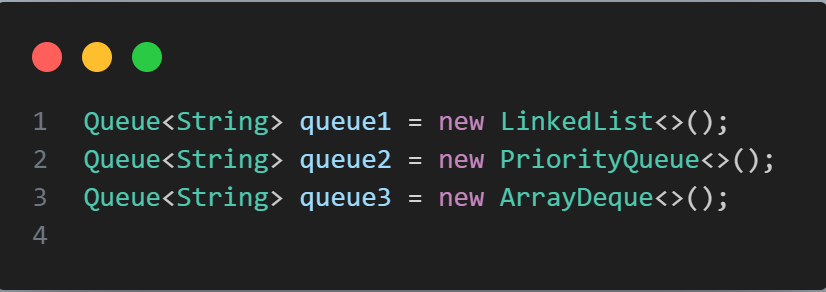 1 Queue<String> queue1 = new LinkedList<>();
2 Queue<String> queue2 = new PriorityQueue<>();
3 Queue<String> queue3 = new ArrayDeque<>();
4